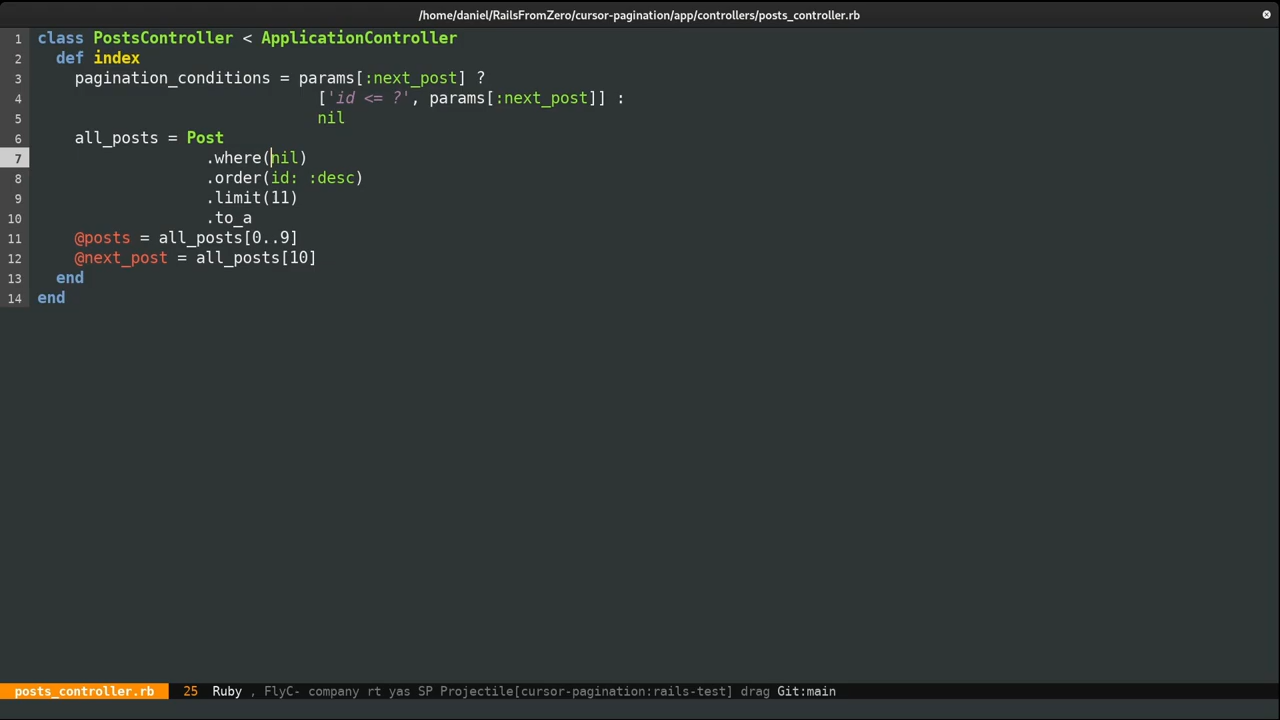 /home/daniel/RailsFromZero/cursor-pagination/app/controllers/posts_controller.rb
1 class PostsController < ApplicationController
2 def index
3 pagination_conditions = params[:next_post] ?
4 ['id <= ?', params[:next_post]] :
5 nil
6 all_posts = Post
7 .where(nil)
8 .order(id: :desc)
9 .limit(11)
10 .to_a
11 @posts = all_posts[0..9]
12 @next_post = all_posts[10]
13 end
14 end
posts_controller.rb 25 Ruby , FlyC- company rt yas SP Projectile[cursor-pagination:rails-test] drag Git:main